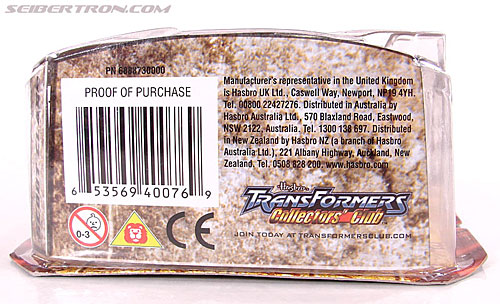 SEIBERTRON.COM
PN 6888730000
PROOF OF PURCHASE
6 53569 40076 9
0-3
Manufacturer's representative in the United Kingdom
is Hasbro UK Ltd., Caswell Way, Newport, NP19 4YH.
Tel. 00800 22427276. Distributed in Australia by
Hasbro Australia Ltd., 570 Blaxland Road, Eastwood,
NSW 2122, Australia. Tel. 1300 138 697. Distributed
in New Zealand by Hasbro NZ (a branch of Hasbro
Australia Ltd.), 221 Albany Highway, Auckland, New
Zealand. Tel. 0508 828 200. www.hasbro.com.
Hasbro
TRANSFORMERS
Collectors' Club
JOIN TODAY AT TRANSFORMERSCLUB.COM
CE